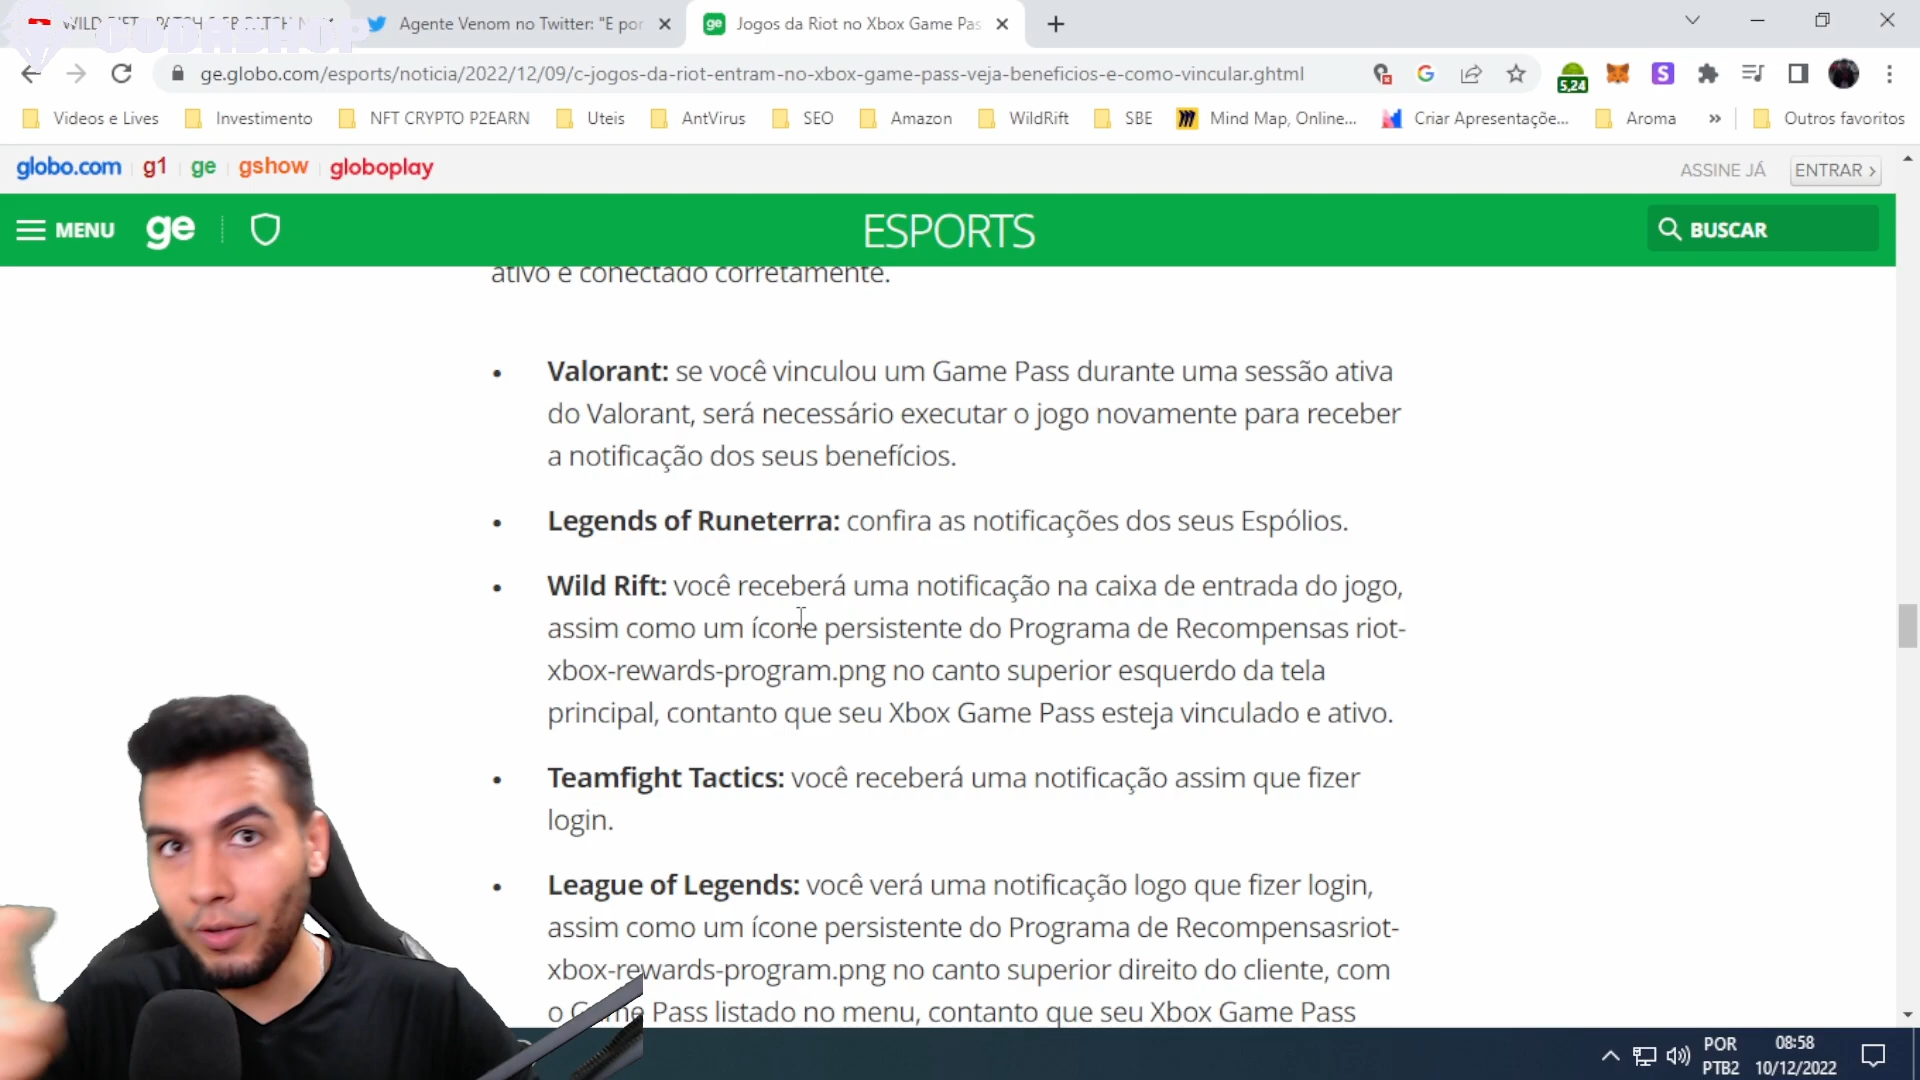 WILD RIFT - PATCH
GODASHOP
Agente Venom no Twitter: "E por
ge Jogos da Riot no Xbox Game Pas
ge.globo.com/esports/noticia/2022/12/09/c-jogos-da-riot-entram-no-xbox-game-pass-veja-beneficios-e-como-vincular.ghtml
5,24
Videos e Lives
Investimento
NFT CRYPTO P2EARN
Uteis
AntVirus
SEO
Amazon
WildRift
SBE
Mind Map, Online...
Criar Apresentaçõe...
Aroma
»
Outros favoritos
globo.com g1 ge gshow globoplay
ASSINE JÁ
ENTRAR >
MENU ge
ESPORTS
BUSCAR
ativo e conectado corretamente.
• Valorant: se você vinculou um Game Pass durante uma sessão ativa
do Valorant, será necessário executar o jogo novamente para receber
a notificação dos seus benefícios.
• Legends of Runeterra: confira as notificações dos seus Espólios.
• Wild Rift: você receberá uma notificação na caixa de entrada do jogo,
assim como um ícone persistente do Programa de Recompensas riot-
xbox-rewards-program.png no canto superior esquerdo da tela
principal, contanto que seu Xbox Game Pass esteja vinculado e ativo.
• Teamfight Tactics: você receberá uma notificação assim que fizer
login.
• League of Legends: você verá uma notificação logo que fizer login,
assim como um ícone persistente do Programa de Recompensasriot-
xbox-rewards-program.png no canto superior direito do cliente, com
o Game Pass listado no menu, contanto que seu Xbox Game Pass
POR
PTB2
08:58
10/12/2022